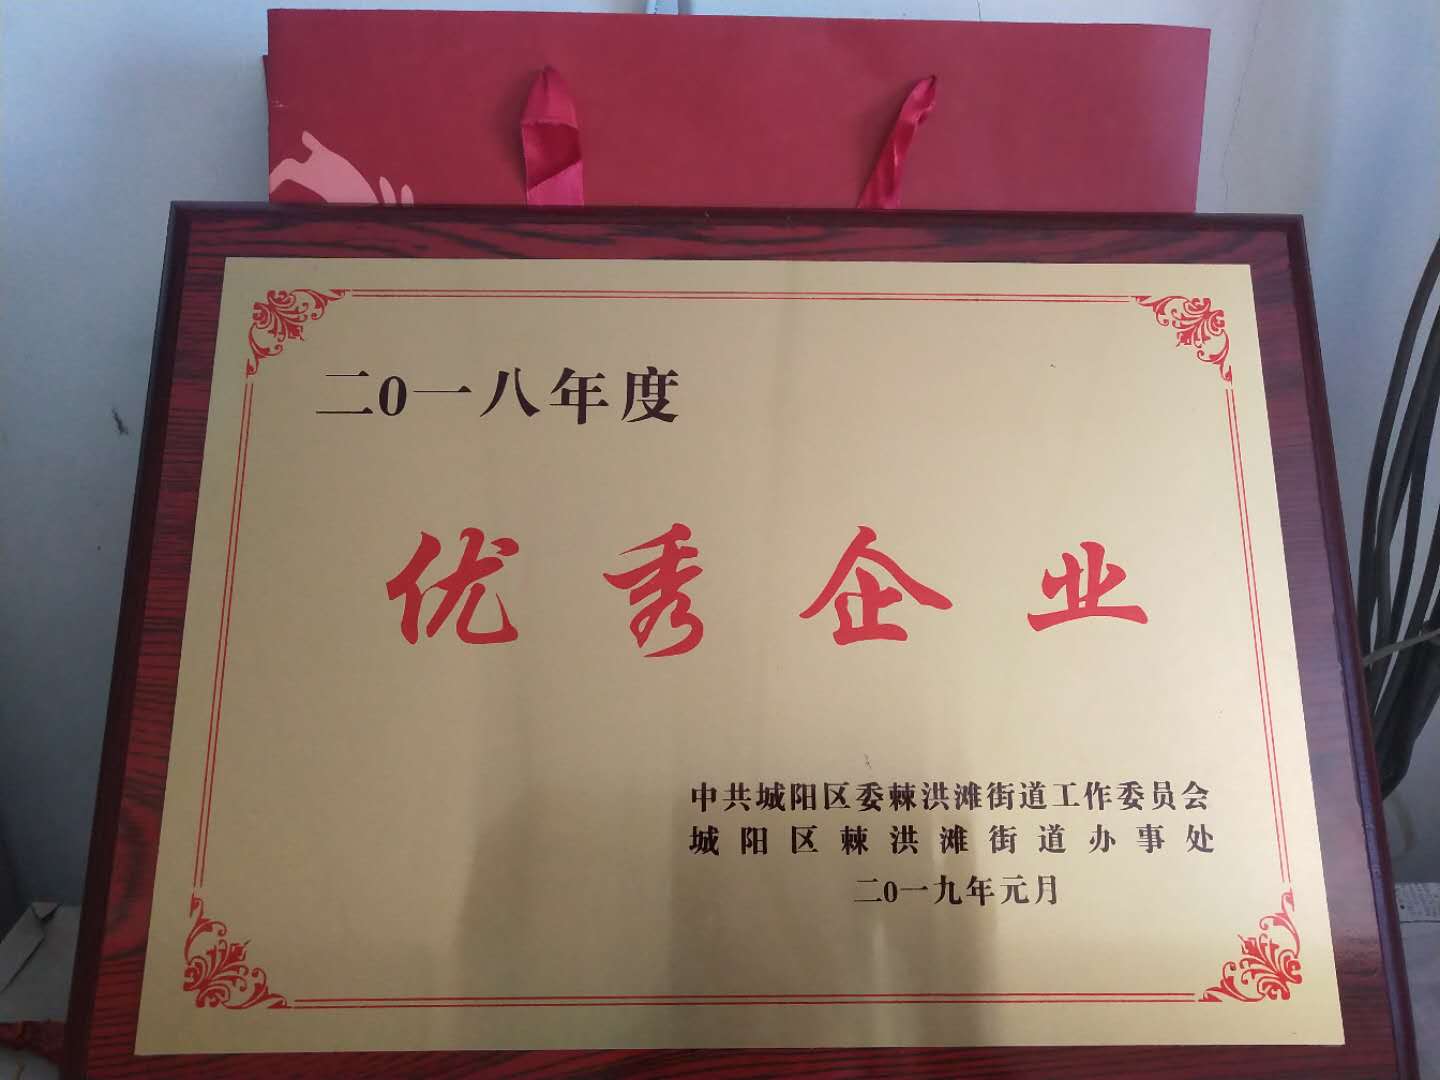 二0一八年度
优秀企业
中共城阳区委棘洪滩街道工作委员会
城阳区棘洪滩街道办事处
二0一九年元月